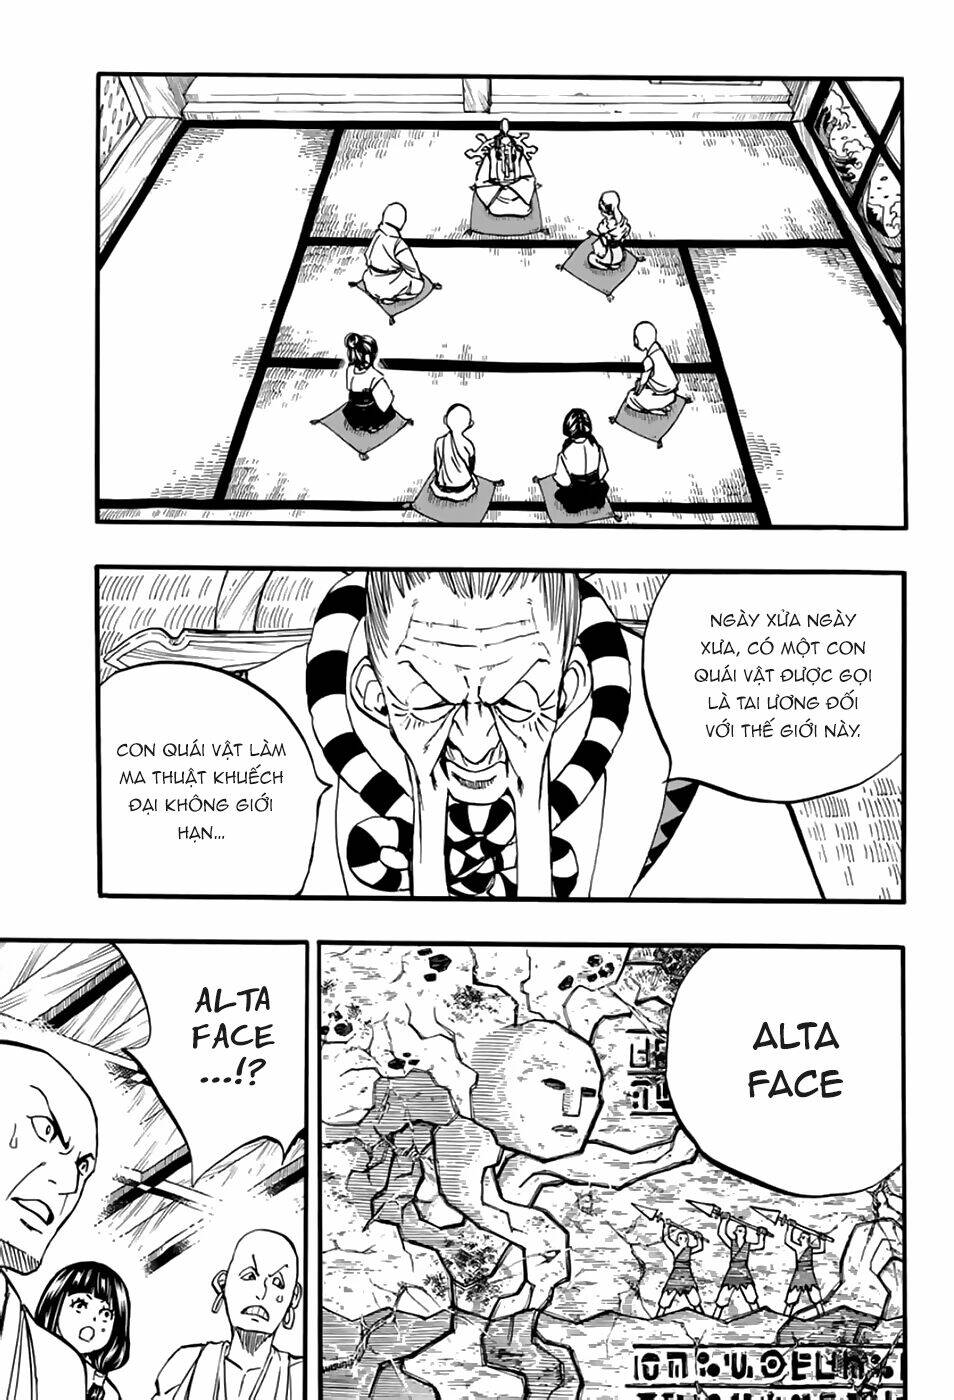 NGÀY XỬA NGÀY
XƯA, CÓ MỘT CON
QUÁI VẬT ĐƯỢC GỌI
LÀ TAI ƯƠNG ĐỐI
VỚI THẾ GIỚI NÀY.
CON QUÁI VẬT LÀM
MA THUẬT KHUẾCH
ĐẠI KHÔNG GIỚI
HẠN...
ALTA
FACE
ALTA
FACE
...!?